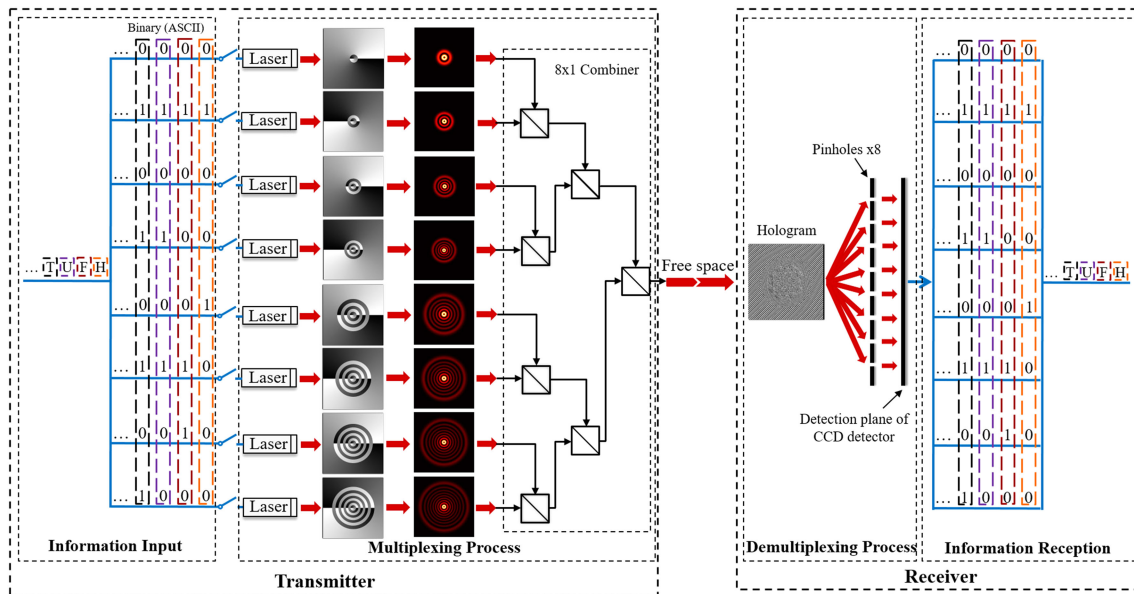 Binary (ASCII)
... 0 0 0 0
Laser
8x1 Combiner
... 1 1 1 1
Laser
... 0 0 0 0
Laser
... 1 1 0 0
Laser
... T U F H
... 0 0 0 1
Laser
... 1 1 1 0
Laser
... 0 0 1 0
Laser
... 1 0 0 0
Laser
Information Input
Multiplexing Process
Transmitter
Free space
Hologram
Pinholes x8
Detection plane of
CCD detector
... 0 0 0 0
... 1 1 1 1
... 0 0 0 0
... 1 1 0 0
... 0 0 0 1
... 1 1 1 0
... 0 0 1 0
... 1 0 0 0
... T U F H
Demultiplexing Process
Information Reception
Receiver